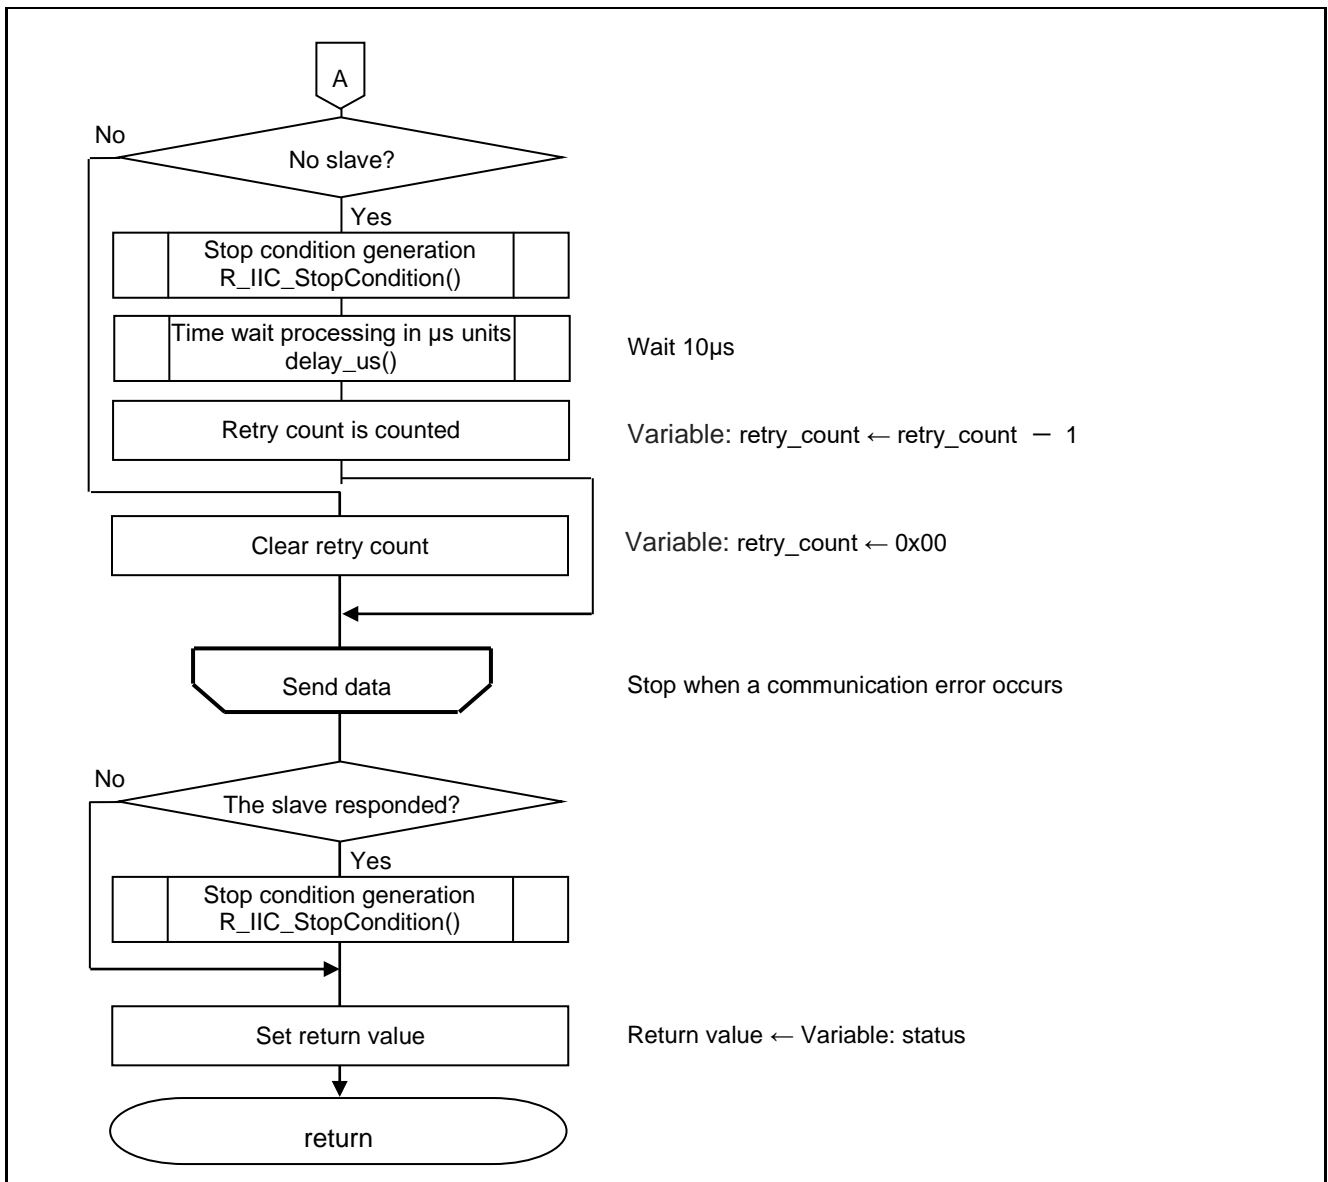 A
No
No slave?
Yes
Stop condition generation
R_IIC_StopCondition()
Time wait processing in µs units
delay_us()
Wait 10µs
Retry count is counted
Variable: retry_count ← retry_count － 1
Clear retry count
Variable: retry_count ← 0x00
Send data
Stop when a communication error occurs
No
The slave responded?
Yes
Stop condition generation
R_IIC_StopCondition()
Set return value
Return value ← Variable: status
return